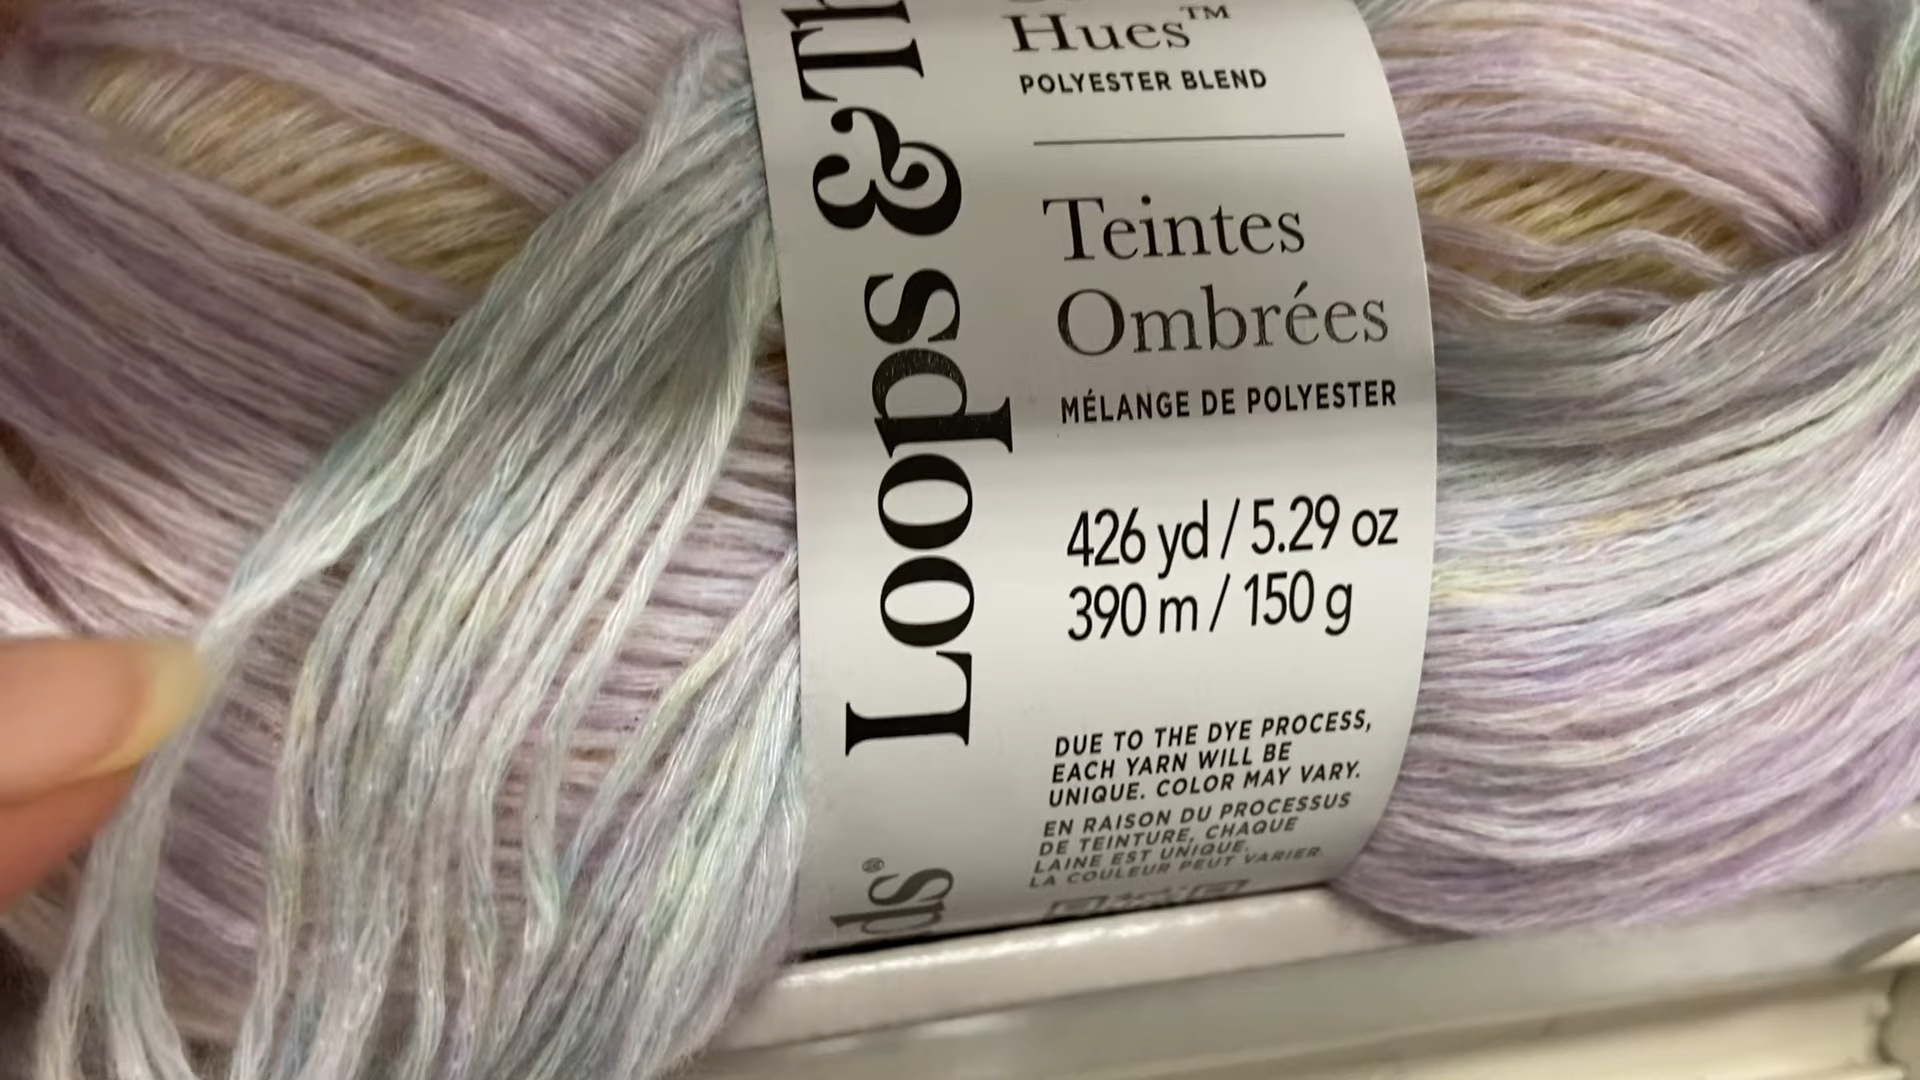 Loops & Th
ds®
Hues™
POLYESTER BLEND
Teintes
Ombrées
MÉLANGE DE POLYESTER
426 yd / 5.29 oz
390 m / 150 g
DUE TO THE DYE PROCESS,
EACH YARN WILL BE
UNIQUE. COLOR MAY VARY.
EN RAISON DU PROCESSUS
DE TEINTURE, CHAQUE
LAINE EST UNIQUE.
LA COULEUR PEUT VARIER.